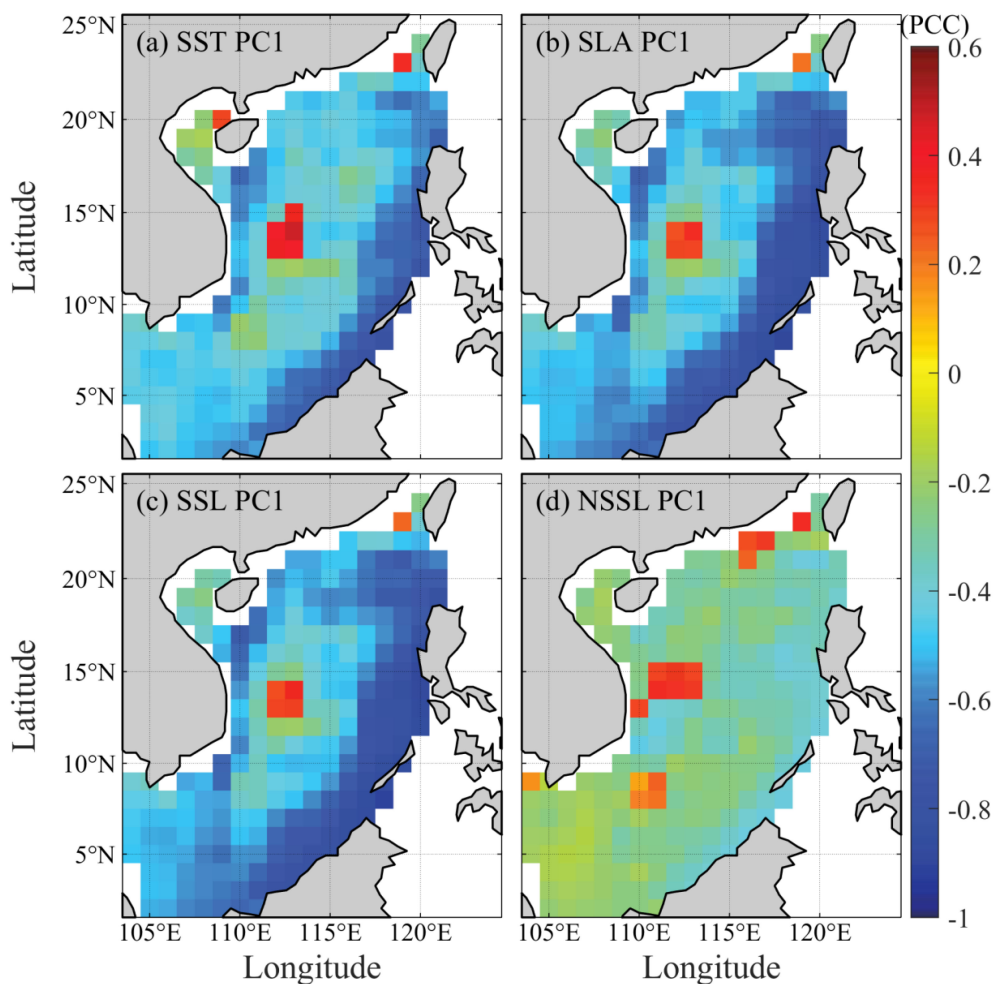 (PCC)
25°N
(a) SST PC1
(b) SLA PC1
0.6
20°N
0.4
15°N
Latitude
10°N
0.2
5°N
0
25°N
(c) SSL PC1
(d) NSSL PC1
-0.2
20°N
-0.4
15°N
Latitude
-0.6
10°N
-0.8
5°N
-1
105°E 110°E 115°E 120°E
105°E 110°E 115°E 120°E
Longitude
Longitude